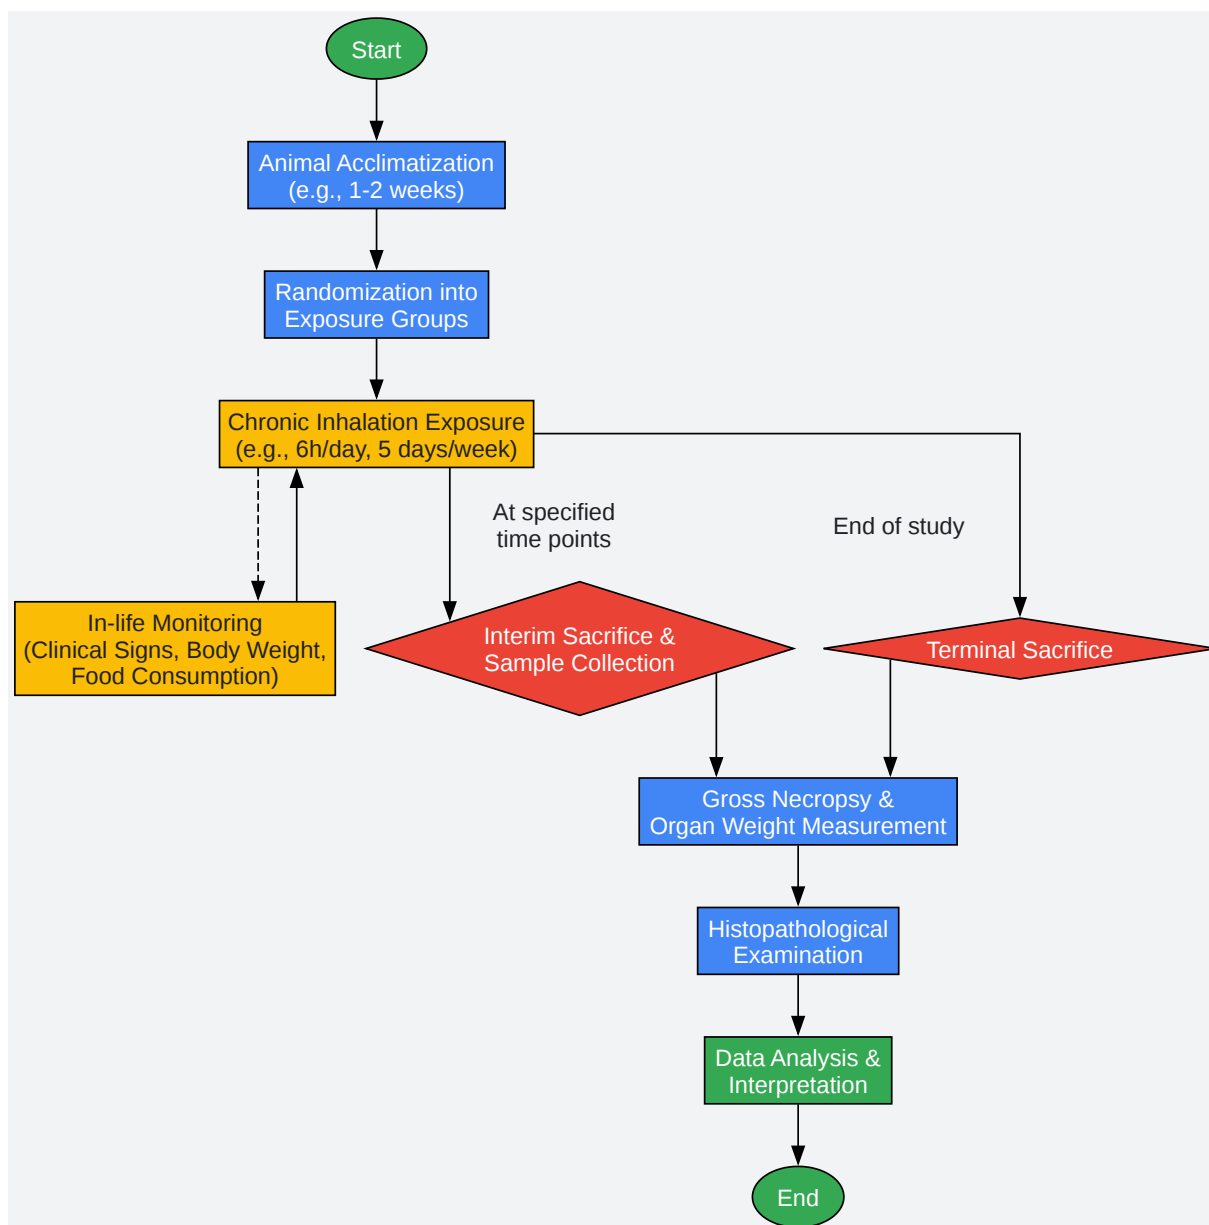 Start
Animal Acclimatization
(e.g., 1-2 weeks)
Randomization into
Exposure Groups
Chronic Inhalation Exposure
(e.g., 6h/day, 5 days/week)
At specified
time points
End of study
In-life Monitoring
(Clinical Signs, Body Weight,
Food Consumption)
Interim Sacrifice &
Sample Collection
Terminal Sacrifice
Gross Necropsy &
Organ Weight Measurement
Histopathological
Examination
Data Analysis &
Interpretation
End